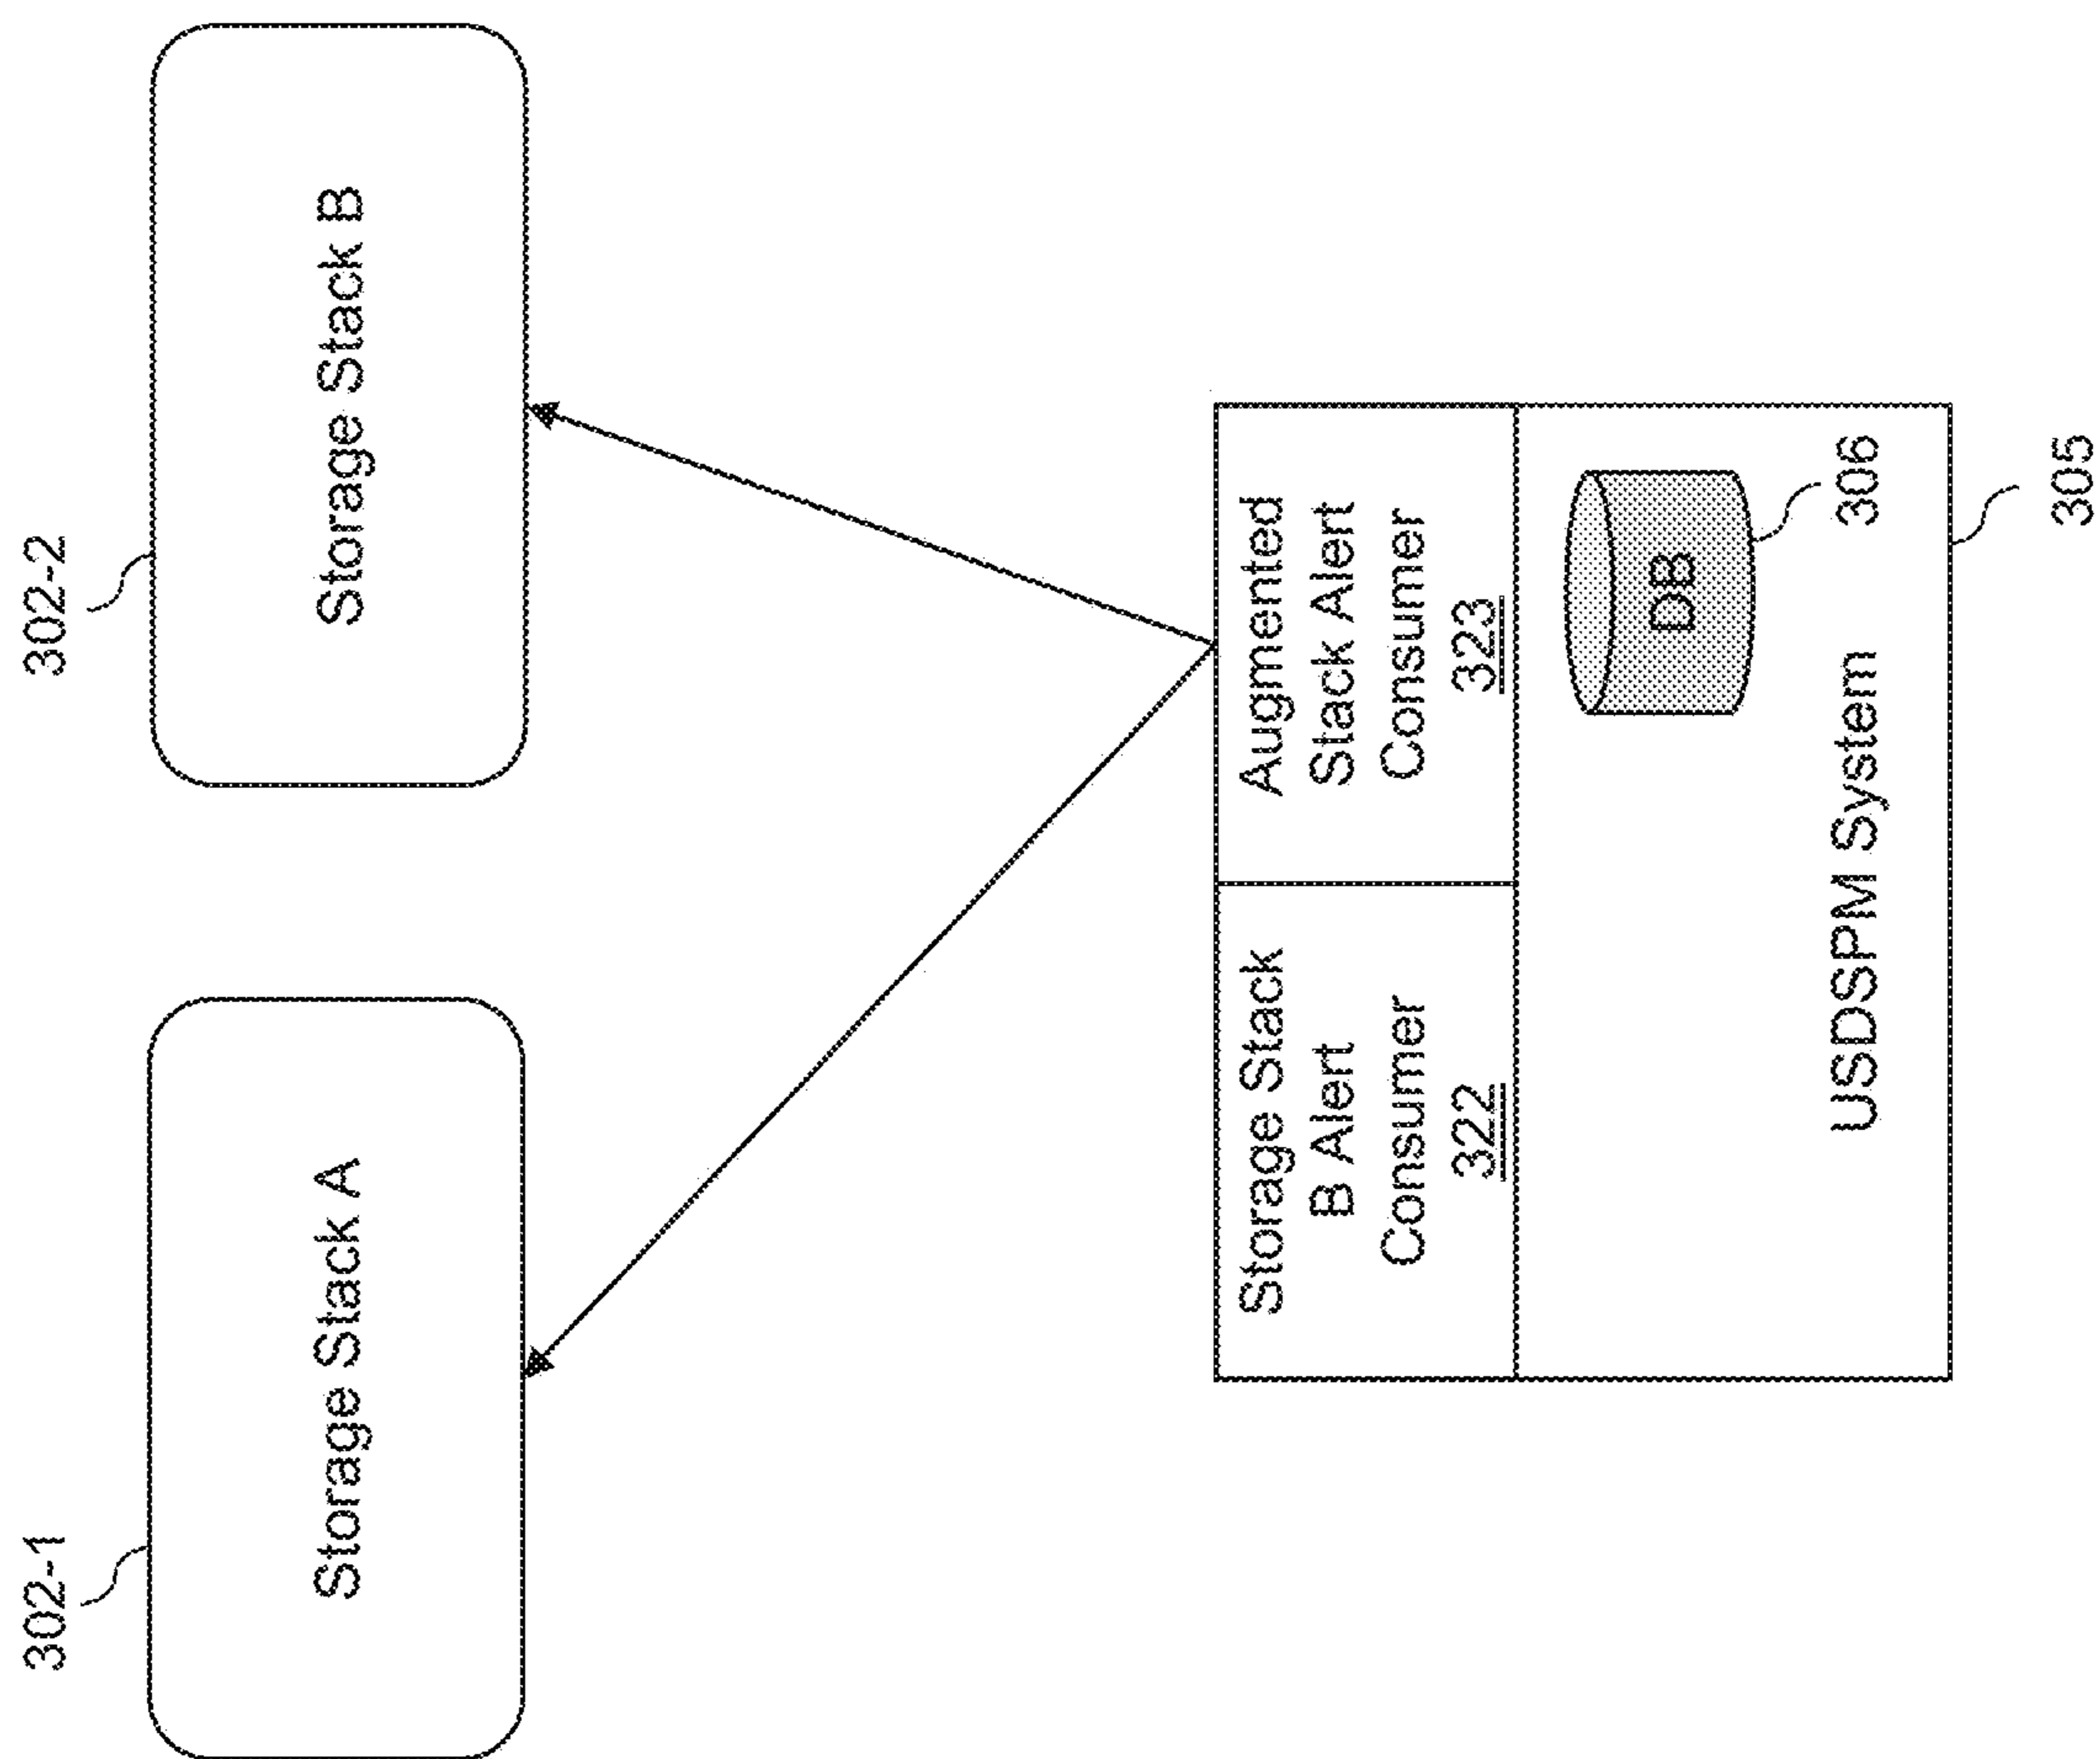 302-1
302-2
Storage Stack A
Storage Stack B
Storage Stack
B Alert
Consumer
322
Augmented
Stack Alert
Consumer
323
DB
USDSPM System
306
305